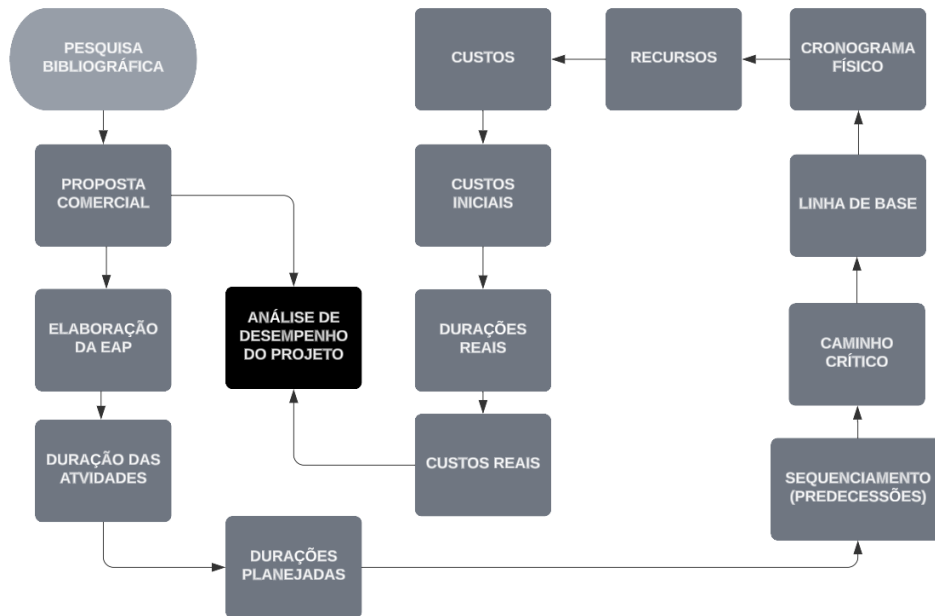 PESQUISA
BIBLIOGRÁFICA
PROPOSTA
COMERCIAL
ELABORAÇÃO
DA EAP
DURAÇÃO DAS
ATVIDADES
DURAÇÕES
PLANEJADAS
SEQUENCIAMENTO
(PREDECESSÕES)
CAMINHO
CRÍTICO
LINHA DE BASE
CRONOGRAMA
FÍSICO
RECURSOS
CUSTOS
CUSTOS
INICIAIS
DURAÇÕES
REAIS
CUSTOS REAIS
ANÁLISE DE
DESEMPENHO
DO PROJETO